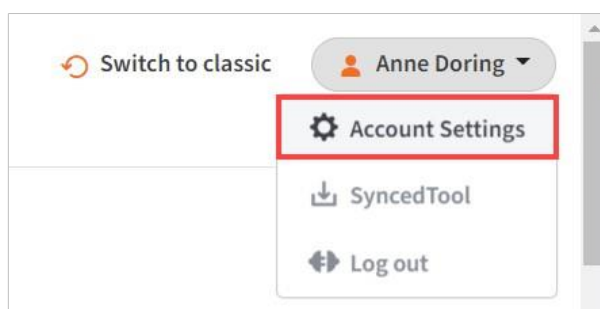 Switch to classic
Anne Doring
Account Settings
SyncedTool
Log out